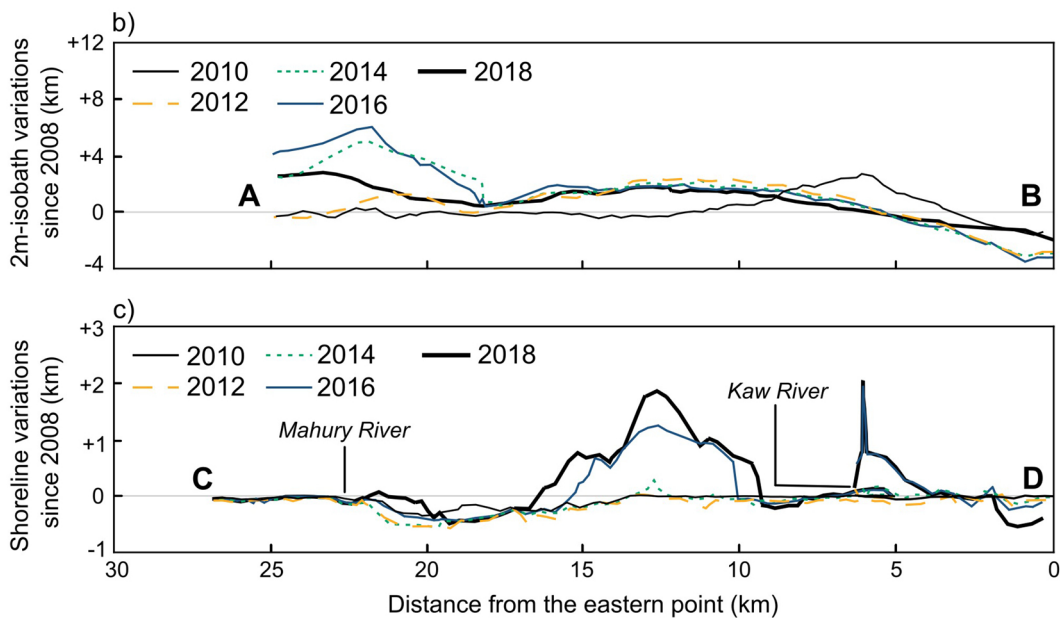 b)
2m-isobath variations
since 2008 (km)
+12
+8
+4
0
-4
2010
2014
2018
2012
2016
A
B
c)
Shoreline variations
since 2008 (km)
+3
+2
+1
0
-1
2010
2014
2018
2012
2016
Mahury River
Kaw River
C
D
30
25
20
15
10
5
0
Distance from the eastern point (km)